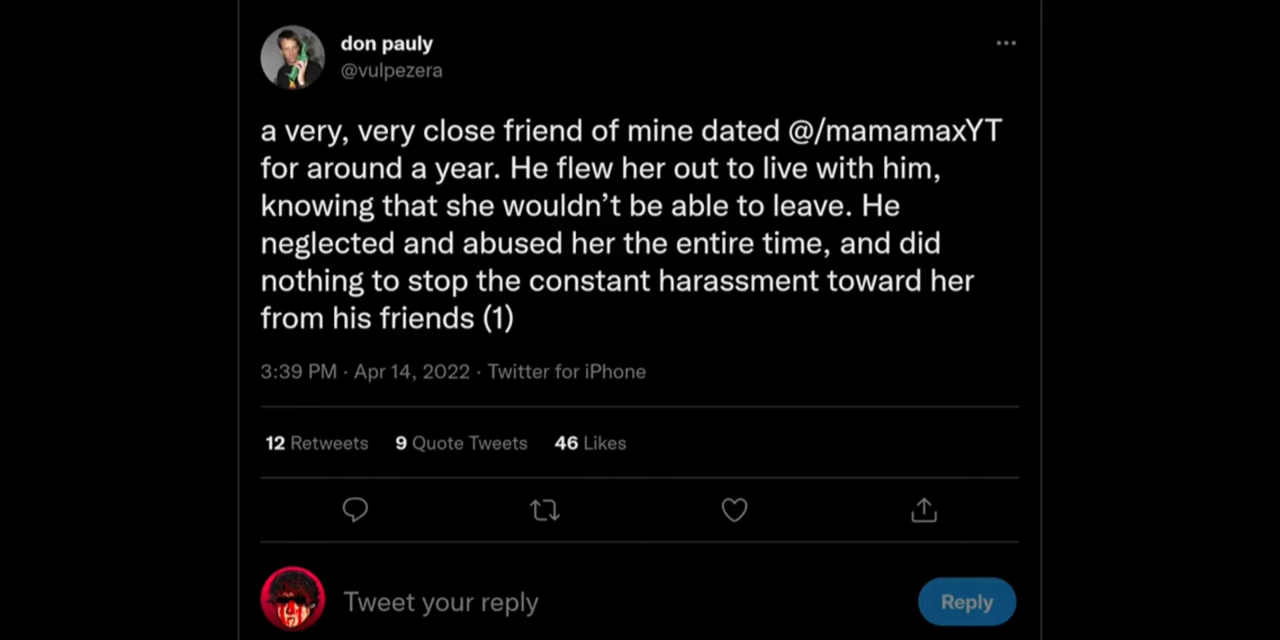 don pauly
@vulpezera
a very, very close friend of mine dated @/mamamaxYT
for around a year. He flew her out to live with him,
knowing that she wouldn’t be able to leave. He
neglected and abused her the entire time, and did
nothing to stop the constant harassment toward her
from his friends (1)
3:39 PM · Apr 14, 2022 · Twitter for iPhone
12 Retweets 9 Quote Tweets 46 Likes
Tweet your reply
Reply